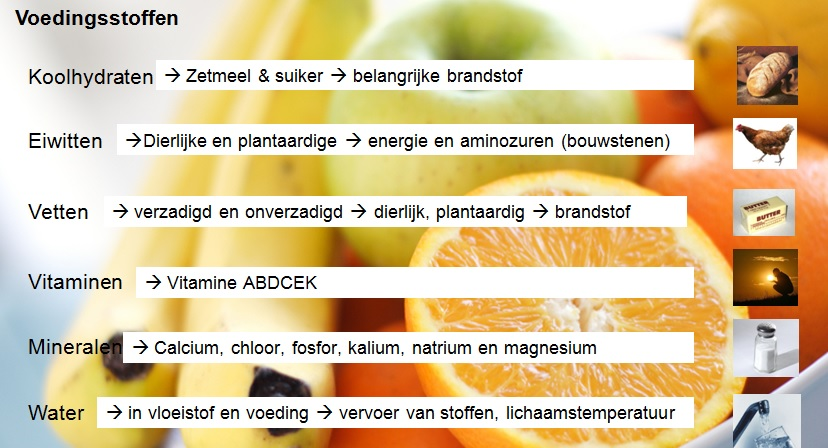 Voedingsstoffen
Koolhydraten → Zetmeel & suiker → belangrijke brandstof
Eiwitten →Dierlijke en plantaardige → energie en aminozuren (bouwstenen)
Vetten → verzadigd en onverzadigd → dierlijk, plantaardig → brandstof
BUTTER
BUTTER
Vitaminen → Vitamine ABDCEK
Mineralen → Calcium, chloor, fosfor, kalium, natrium en magnesium
Water → in vloeistof en voeding → vervoer van stoffen, lichaamstemperatuur